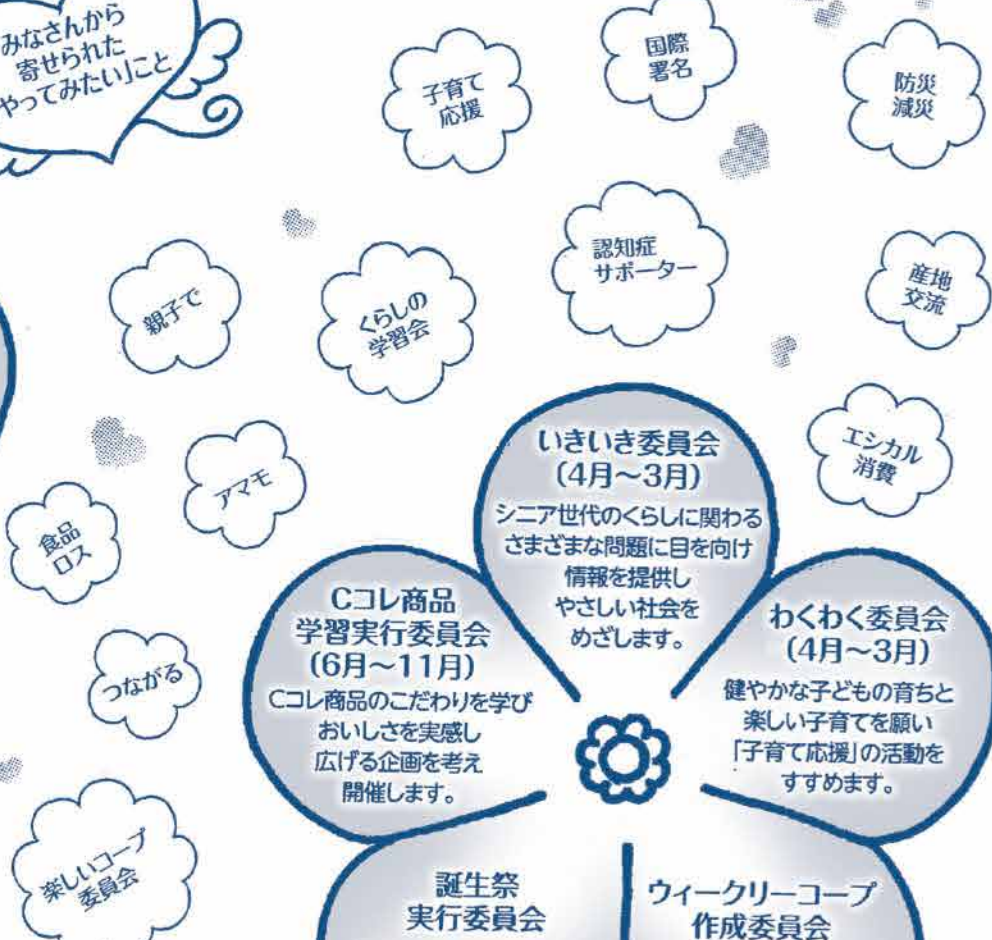 みなさんから
寄せられた
やってみたい」こと
子育て
応援
国際
署名
防災
減災
親子で
くらしの
学習会
認知症
サポーター
産地
交流
食品
ロス
アマモ
エシカル
消費
つながる
楽しいコープ
委員会
いきいき委員会
(4月〜3月)
シニア世代のくらしに関わる
さまざまな問題に目を向け
情報を提供し
やさしい社会を
めざします。
Cコレ商品
学習実行委員会
(6月〜11月)
Cコレ商品のこだわりを学び
おいしさを実感し
広げる企画を考え
開催します。
わくわく委員会
(4月〜3月)
健やかな子どもの育ちと
楽しい子育てを願い
「子育て応援」の活動を
すすめます。
誕生祭
実行委員会
ウィークリーコープ
作成委員会